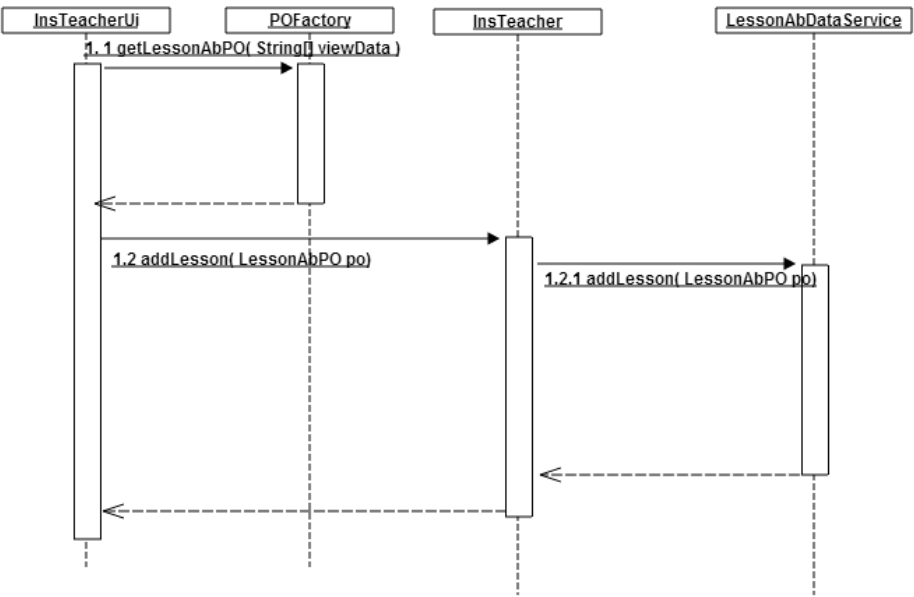 InsTeacherUi
POFactory
InsTeacher
LessonAbDataService
1. 1 getLessonAbPO( String[] viewData )
1.2 addLesson( LessonAbPO po)
1.2.1 addLesson( LessonAbPO po)